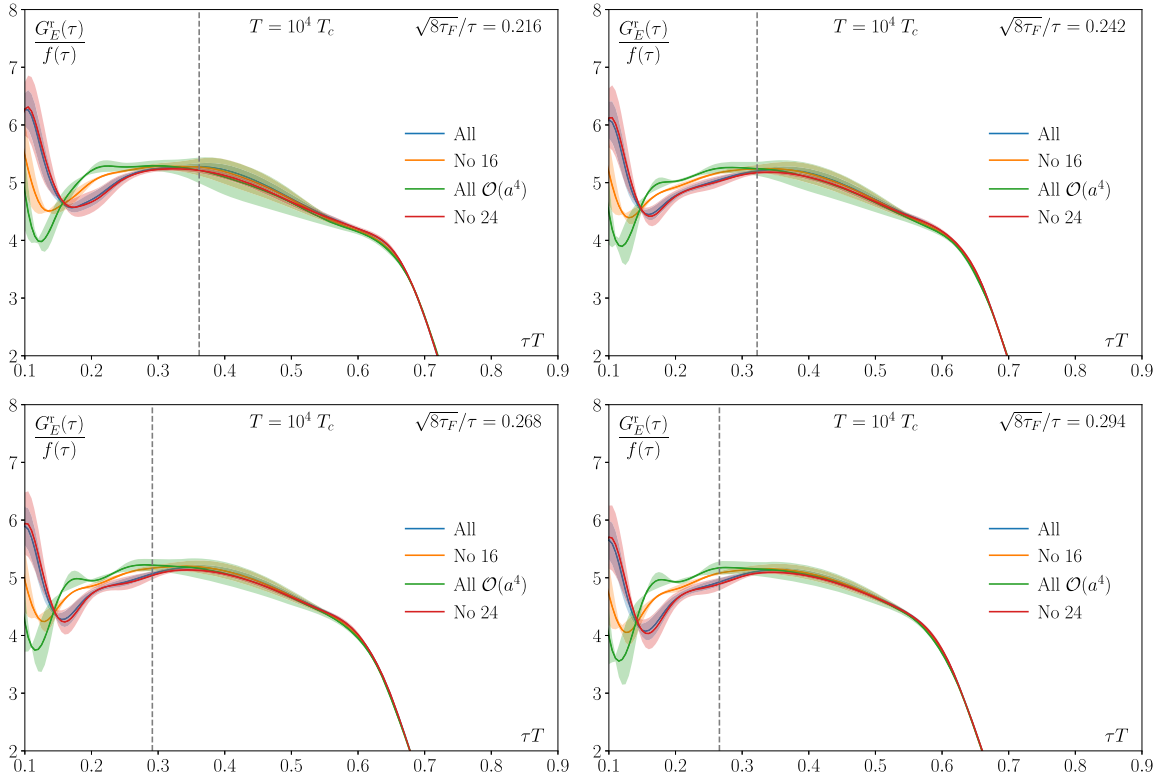 8
7
6
5
4
3
2
G_E^r(τ)
f(τ)
T = 10^4 T_c
√8τ_F/τ = 0.216
All
No 16
All O(a^4)
No 24
τT
0.1 0.2 0.3 0.4 0.5 0.6 0.7 0.8 0.9
8
7
6
5
4
3
2
G_E^r(τ)
f(τ)
T = 10^4 T_c
√8τ_F/τ = 0.242
All
No 16
All O(a^4)
No 24
τT
0.1 0.2 0.3 0.4 0.5 0.6 0.7 0.8 0.9
8
7
6
5
4
3
2
G_E^r(τ)
f(τ)
T = 10^4 T_c
√8τ_F/τ = 0.268
All
No 16
All O(a^4)
No 24
τT
0.1 0.2 0.3 0.4 0.5 0.6 0.7 0.8 0.9
8
7
6
5
4
3
2
G_E^r(τ)
f(τ)
T = 10^4 T_c
√8τ_F/τ = 0.294
All
No 16
All O(a^4)
No 24
τT
0.1 0.2 0.3 0.4 0.5 0.6 0.7 0.8 0.9